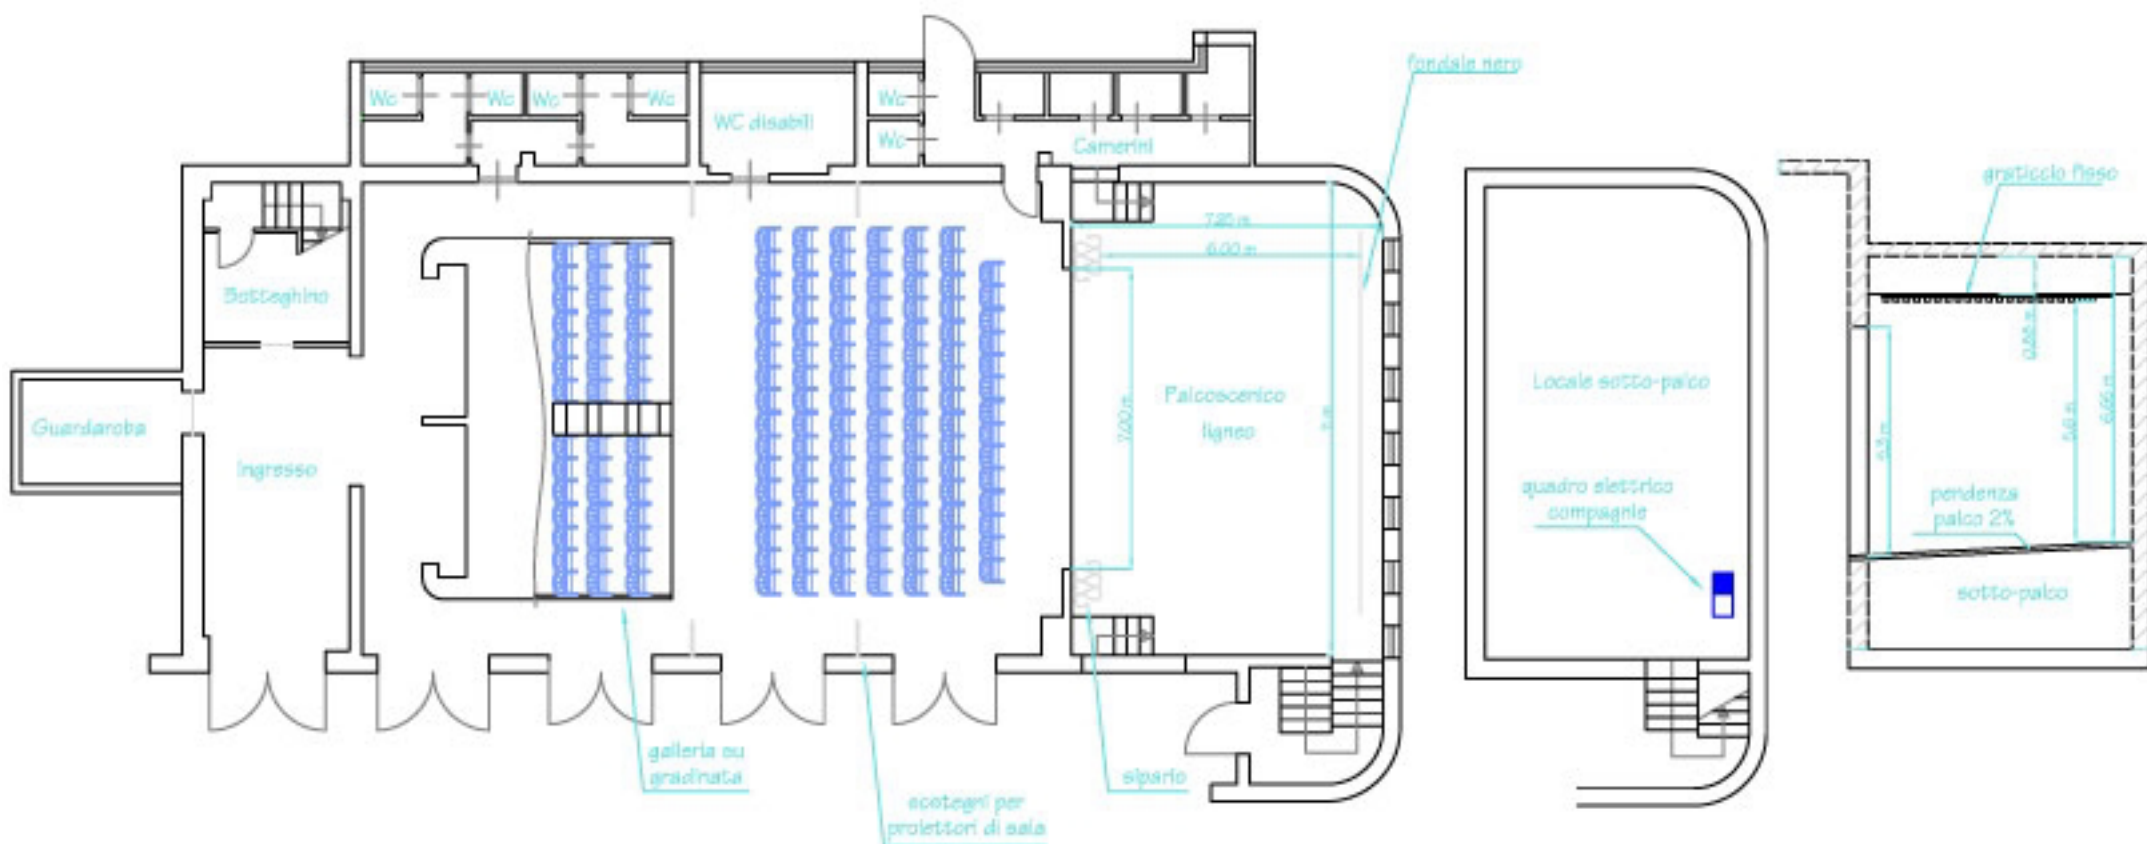 Wc
Wc
Wc
Wc
WC disabili
Wc
Wc
Camerini
fondale nero
graticcio fisso
7.25 m
6.00 m
Botteghino
Palcoscenico
ligneo
7.00 m
Locale sotto-palco
Guardaroba
Ingresso
quadro elettrico
compagnie
pendenza
palco 2%
sotto-palco
galleria su
gradinata
sipario
sostegni per
proiettori di sala